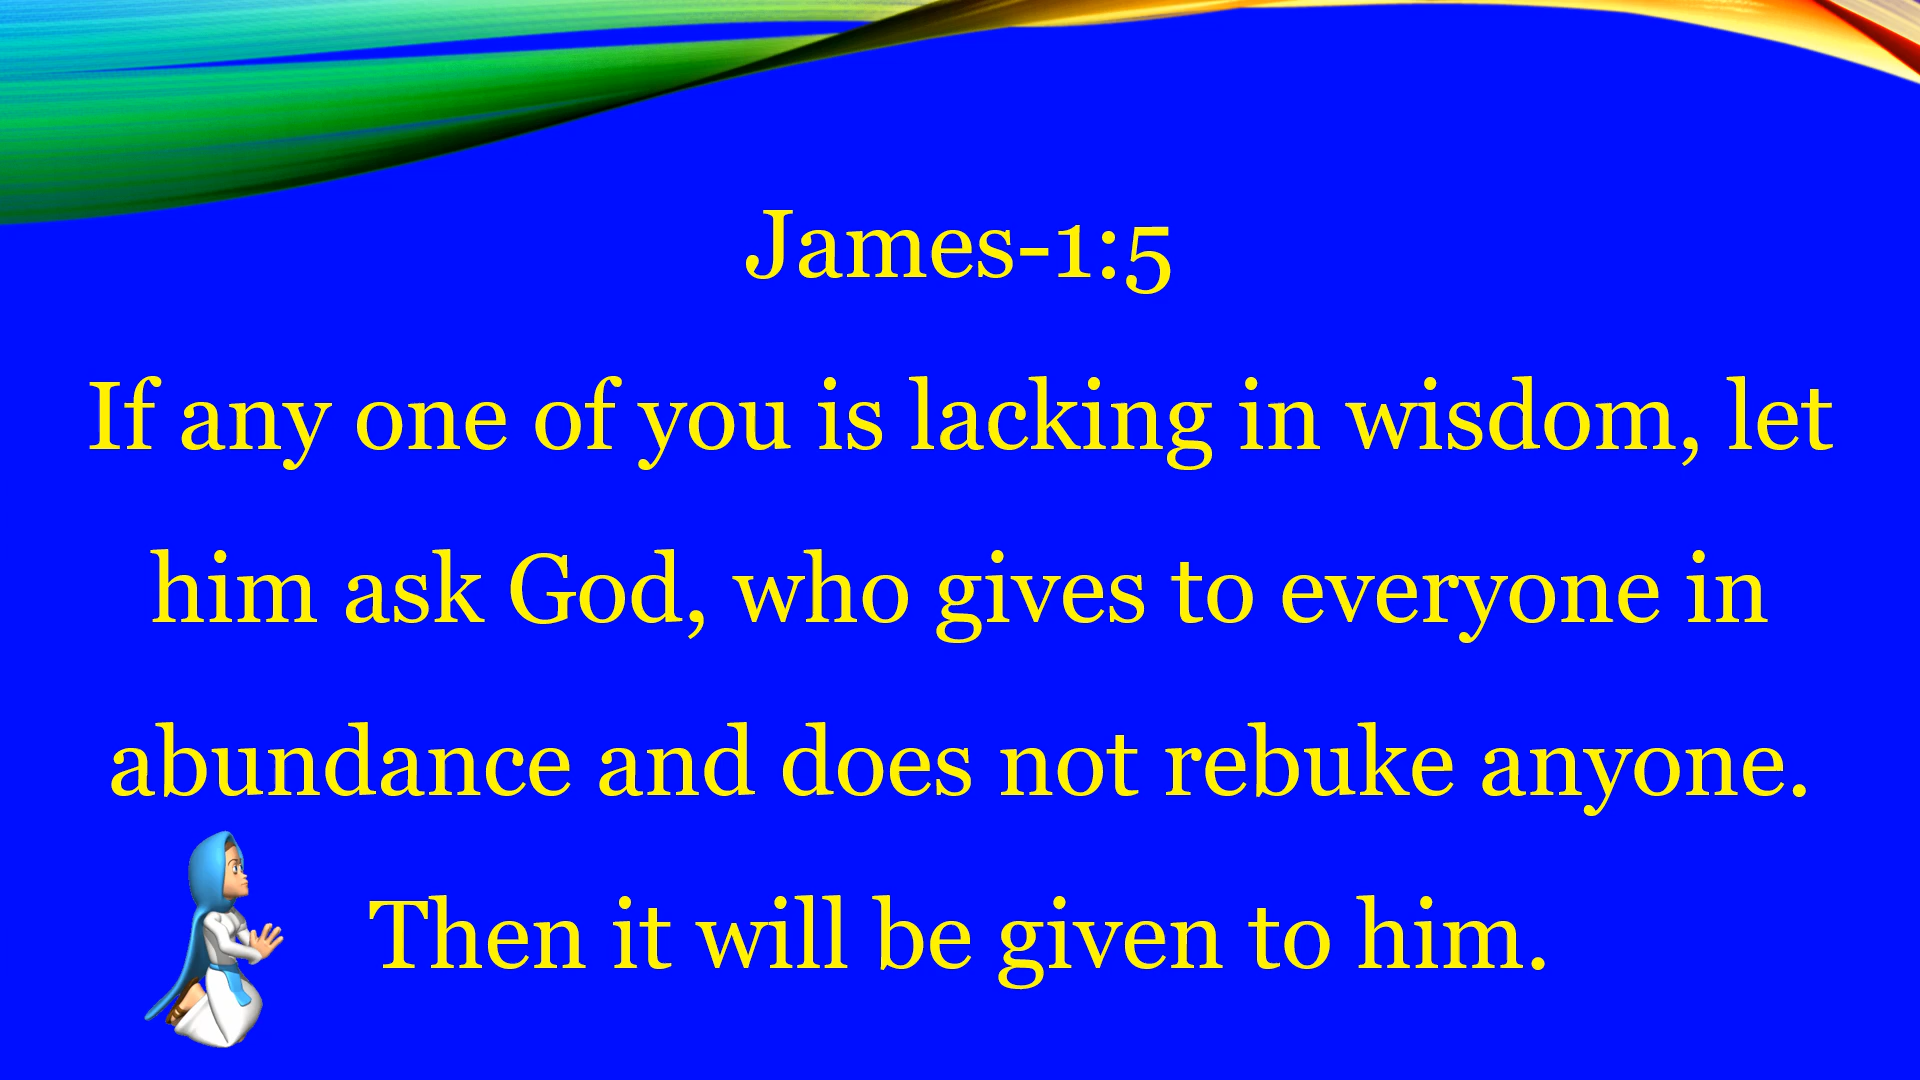 James-1:5
If any one of you is lacking in wisdom, let
him ask God, who gives to everyone in
abundance and does not rebuke anyone.
Then it will be given to him.